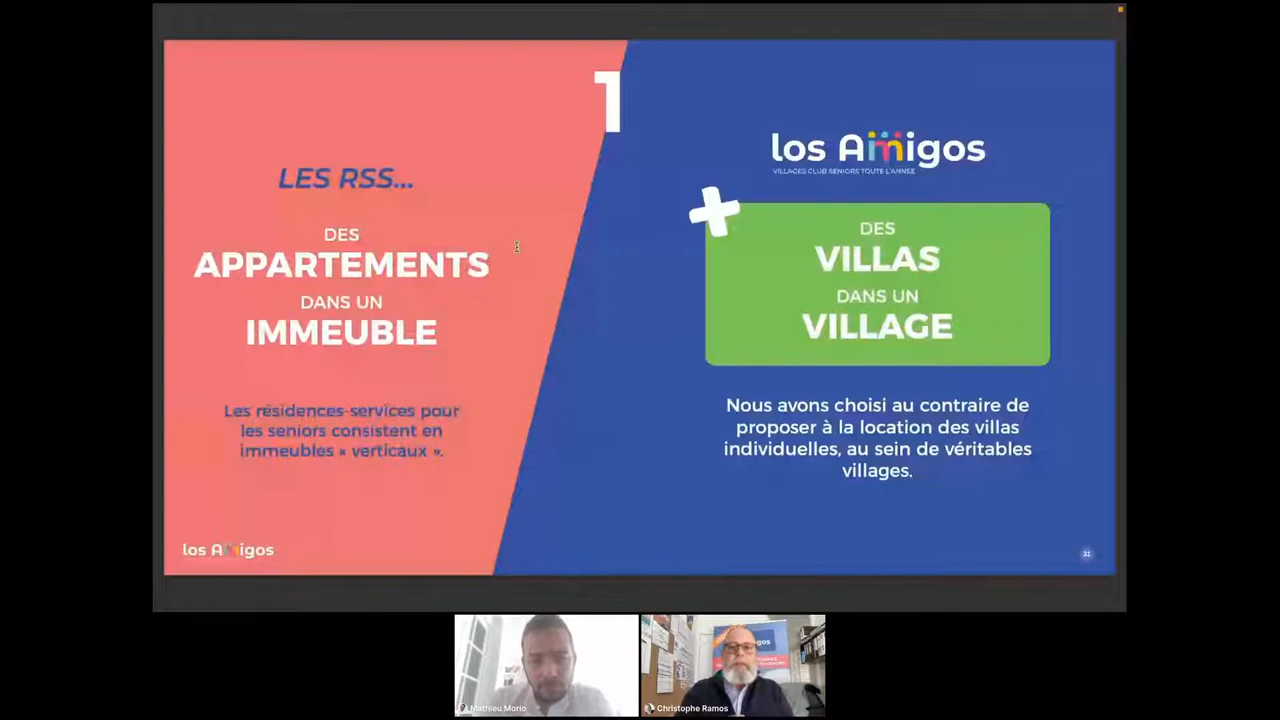 1
LES RSS...
DES
APPARTEMENTS
DANS UN
IMMEUBLE
Les résidences-services pour
les seniors consistent en
immeubles « verticaux ».
los Amigos
los Amigos
VILLAGES CLUB SENIORS TOUTE L'ANNEE
DES
VILLAS
DANS UN
VILLAGE
Nous avons choisi au contraire de
proposer à la location des villas
individuelles, au sein de véritables
villages.
Mathieu Morio
Christophe Ramos